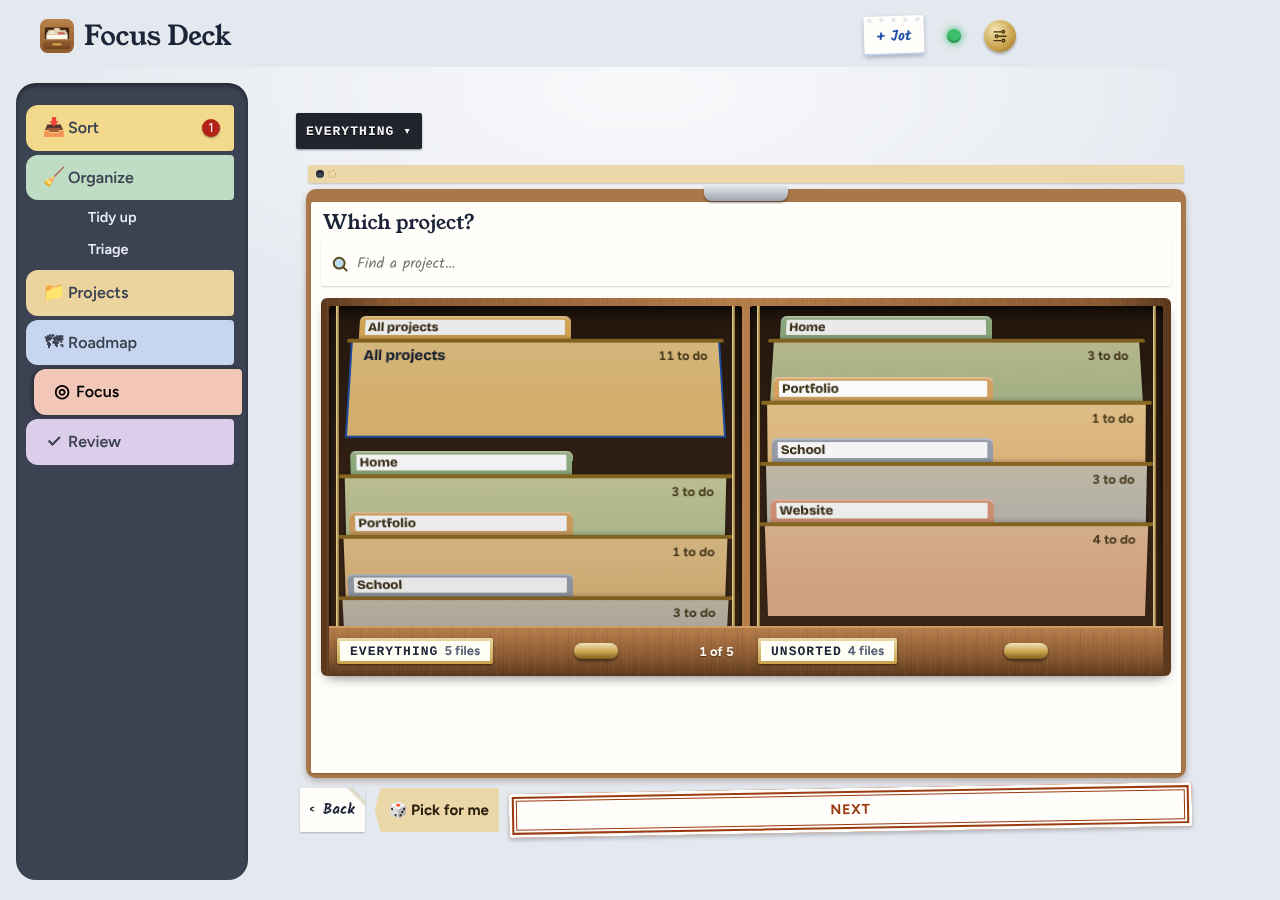 Focus Deck
+ Jot
Sort
1
Organize
Tidy up
Triage
Projects
Roadmap
Focus
Review
EVERYTHING ▾
Which project?
Find a project...
All projects
All projects
11 to do
Home
3 to do
Portfolio
1 to do
School
3 to do
Home
3 to do
Portfolio
1 to do
School
3 to do
Website
4 to do
EVERYTHING 5 files
1 of 5
UNSORTED 4 files
‹ Back
Pick for me
NEXT